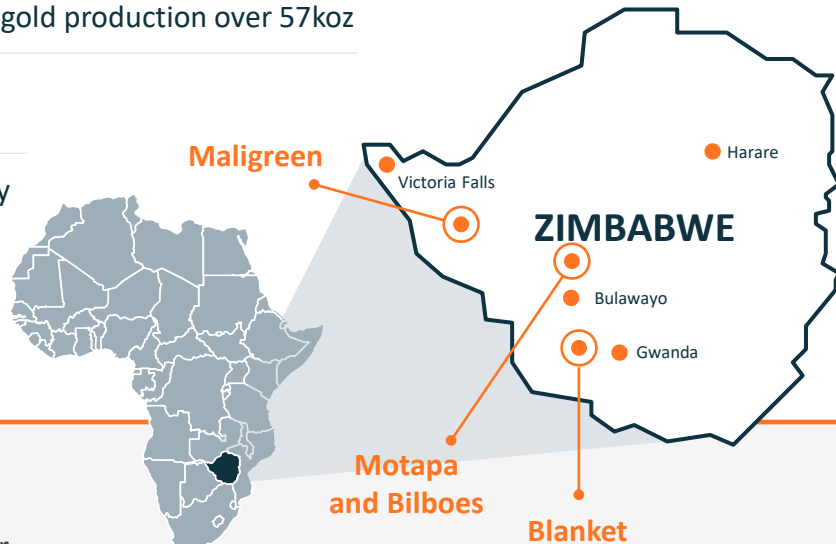 gold production over 57koz
Maligreen
Harare
Victoria Falls
y
ZIMBABWE
Bulawayo
Gwanda
Motapa
and Bilboes
Blanket